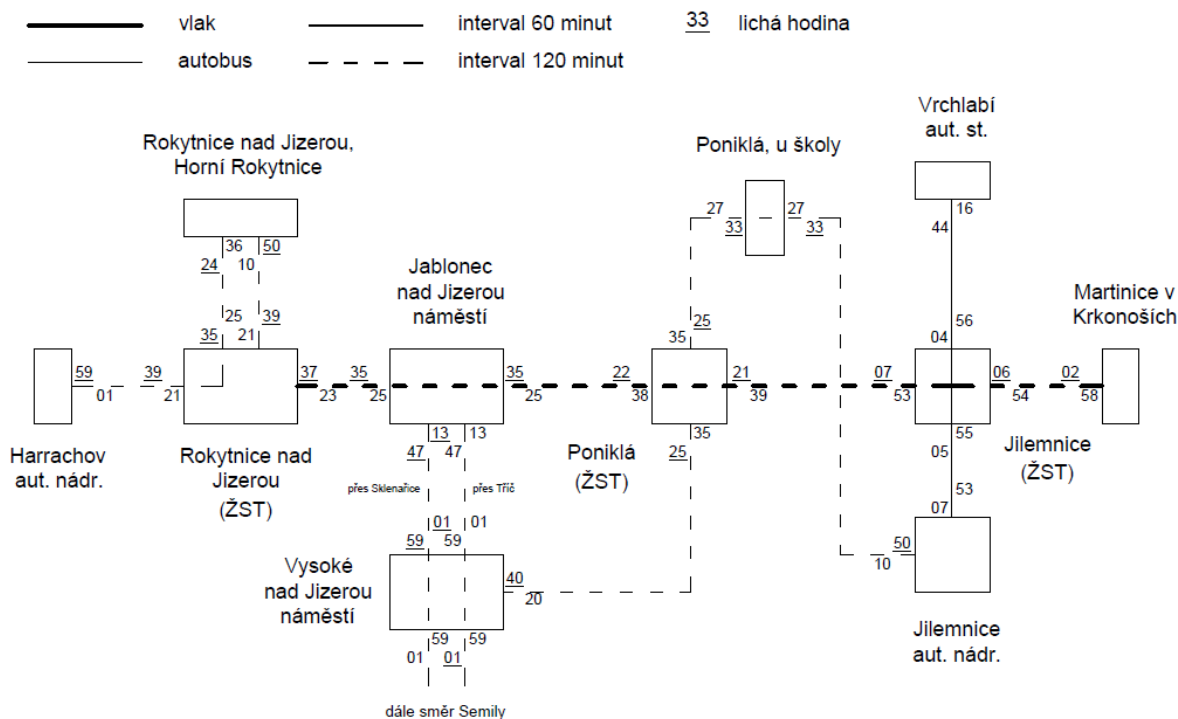 vlak interval 60 minut 33 lichá hodina
autobus interval 120 minut
Vrchlabí
aut. st.
Rokytnice nad Jizerou,
Horní Rokytnice
Poniklá, u školy
16
44
27 27
33 33
36 50
24 10
Jablonec
nad Jizerou
náměstí
Martinice v
Krkonoších
25 39
35 21
25
35
56
04
59 39 37 35 35 22 21 07 06 02
01 21 23 25 25 38 39 53 54 58
Harrachov
aut. nádr.
Rokytnice nad
Jizerou
(ŽST)
13 13
47 47
přes Sklenařice přes Tříč
Poniklá
(ŽST)
35
25
55
05
Jilemnice
(ŽST)
53
07
01 01
59 59
Vysoké
nad Jizerou
náměstí
40
20
50
10
59 59
01 01
Jilemnice
aut. nádr.
dále směr Semily